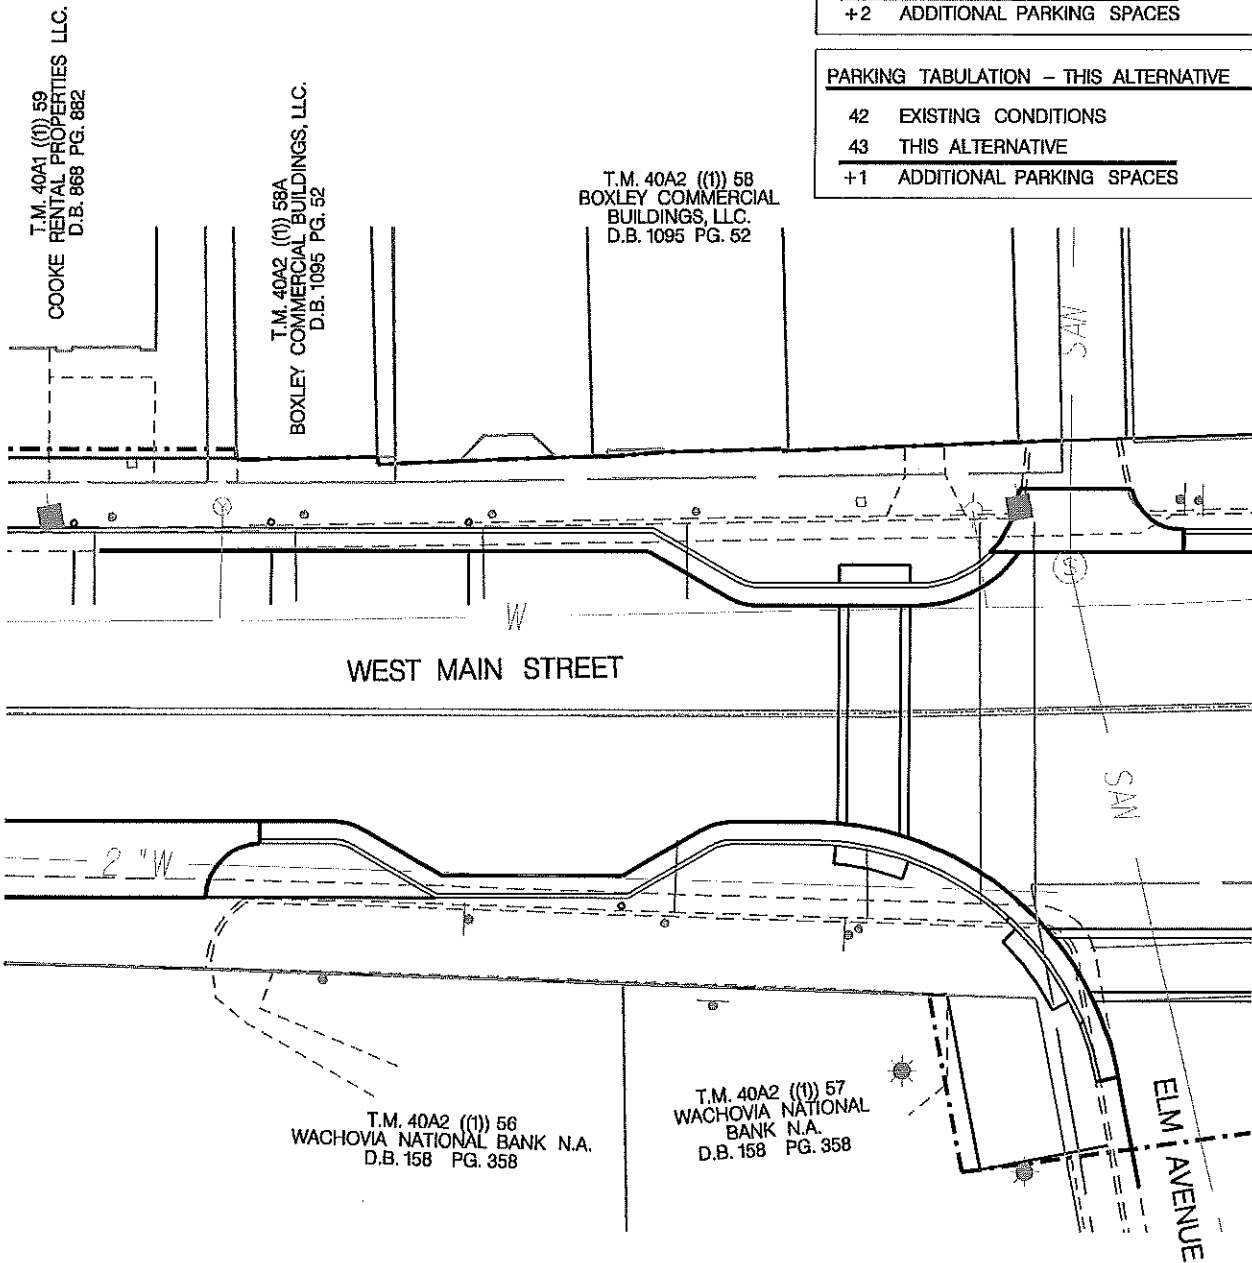 +2 ADDITIONAL PARKING SPACES
PARKING TABULATION - THIS ALTERNATIVE
42 EXISTING CONDITIONS
43 THIS ALTERNATIVE
+1 ADDITIONAL PARKING SPACES
T.M. 40A1 ((1)) 59
COOKE RENTAL PROPERTIES LLC.
D.B. 868 PG. 882
T.M. 40A2 ((1)) 58A
BOXLEY COMMERCIAL BUILDINGS, LLC.
D.B. 1095 PG. 52
T.M. 40A2 ((1)) 58
BOXLEY COMMERCIAL
BUILDINGS, LLC.
D.B. 1095 PG. 52
SAN
S
W
WEST MAIN STREET
SAN
2 "W
T.M. 40A2 ((1)) 56
WACHOVIA NATIONAL BANK N.A.
D.B. 158 PG. 358
T.M. 40A2 ((1)) 57
WACHOVIA NATIONAL
BANK N.A.
D.B. 158 PG. 358
ELM AVENUE